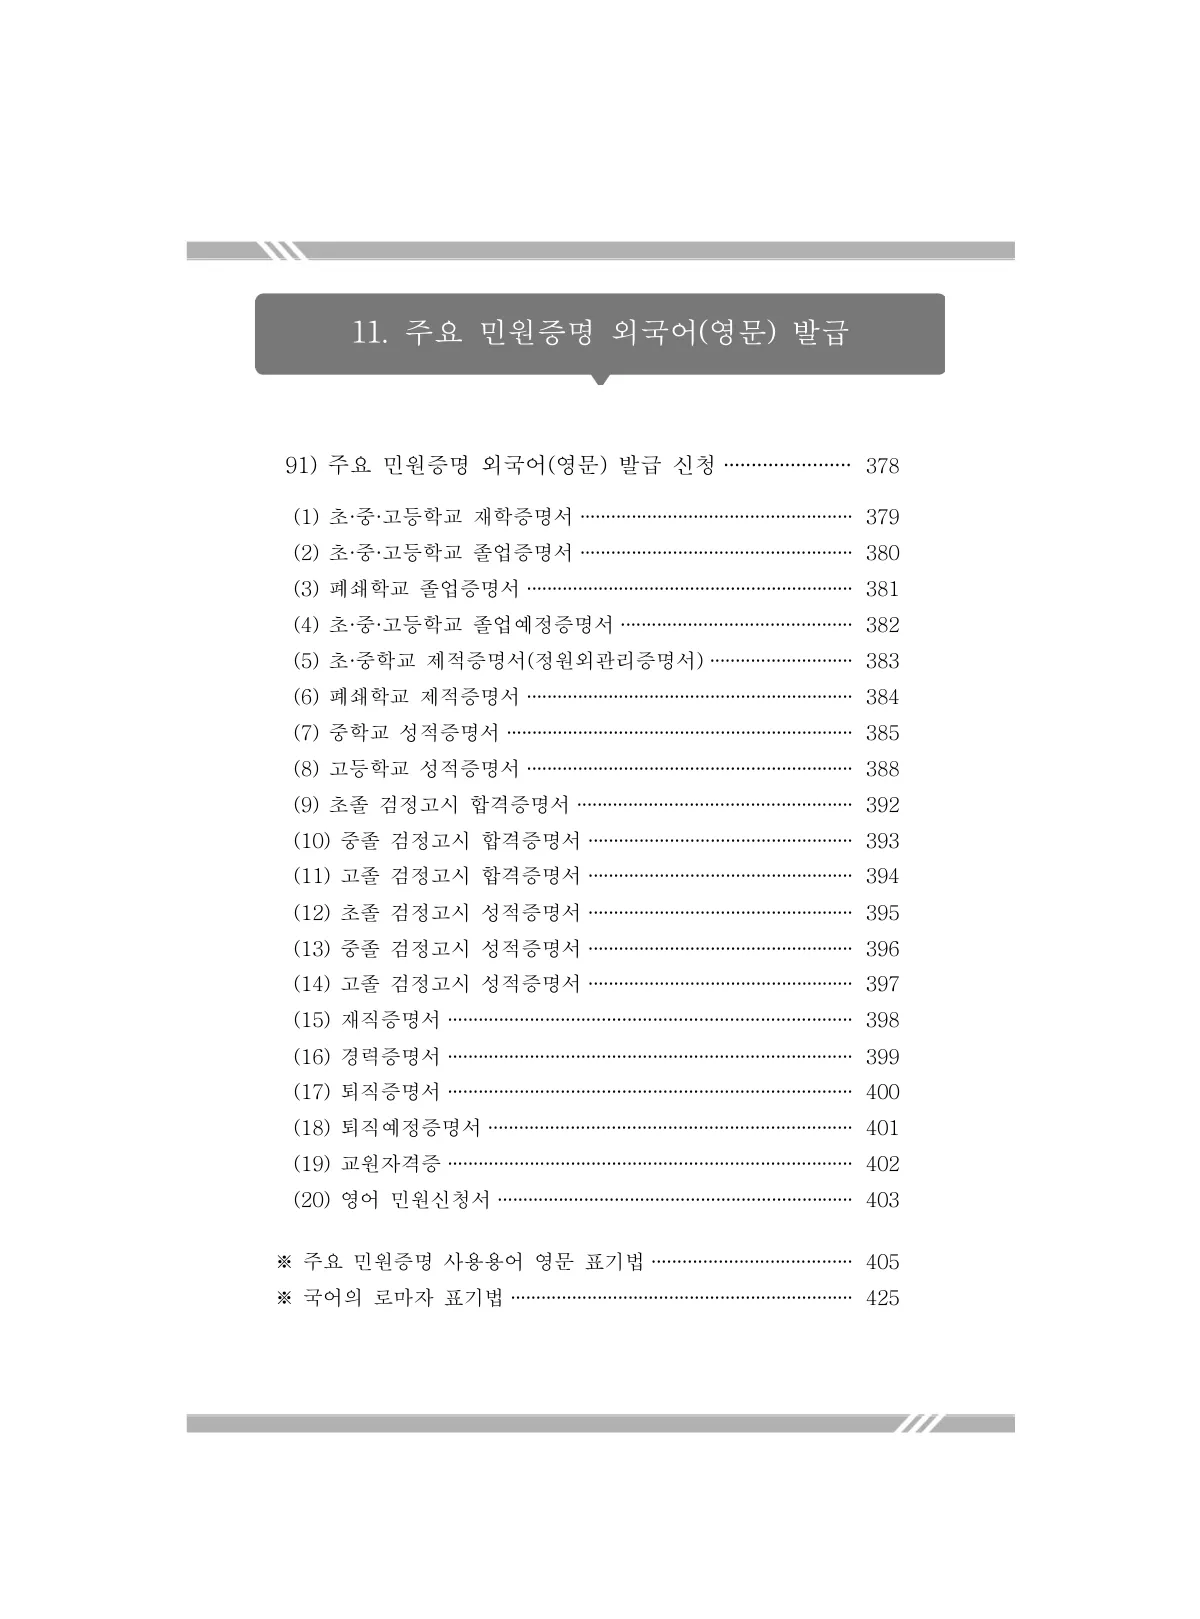 11. 주요 민원증명 외국어(영문) 발급
91) 주요 민원증명 외국어(영문) 발급 신청 ······················· 378
(1) 초·중·고등학교 재학증명서 ····················································· 379
(2) 초·중·고등학교 졸업증명서 ····················································· 380
(3) 폐쇄학교 졸업증명서 ································································ 381
(4) 초·중·고등학교 졸업예정증명서 ············································· 382
(5) 초·중학교 제적증명서(정원외관리증명서) ···························· 383
(6) 폐쇄학교 제적증명서 ································································ 384
(7) 중학교 성적증명서 ···································································· 385
(8) 고등학교 성적증명서 ································································ 388
(9) 초졸 검정고시 합격증명서 ······················································ 392
(10) 중졸 검정고시 합격증명서 ···················································· 393
(11) 고졸 검정고시 합격증명서 ···················································· 394
(12) 초졸 검정고시 성적증명서 ···················································· 395
(13) 중졸 검정고시 성적증명서 ···················································· 396
(14) 고졸 검정고시 성적증명서 ···················································· 397
(15) 재직증명서 ················································································ 398
(16) 경력증명서 ················································································ 399
(17) 퇴직증명서 ················································································ 400
(18) 퇴직예정증명서 ········································································ 401
(19) 교원자격증 ················································································ 402
(20) 영어 민원신청서 ······································································ 403
※ 주요 민원증명 사용용어 영문 표기법 ······································· 405
※ 국어의 로마자 표기법 ··································································· 425